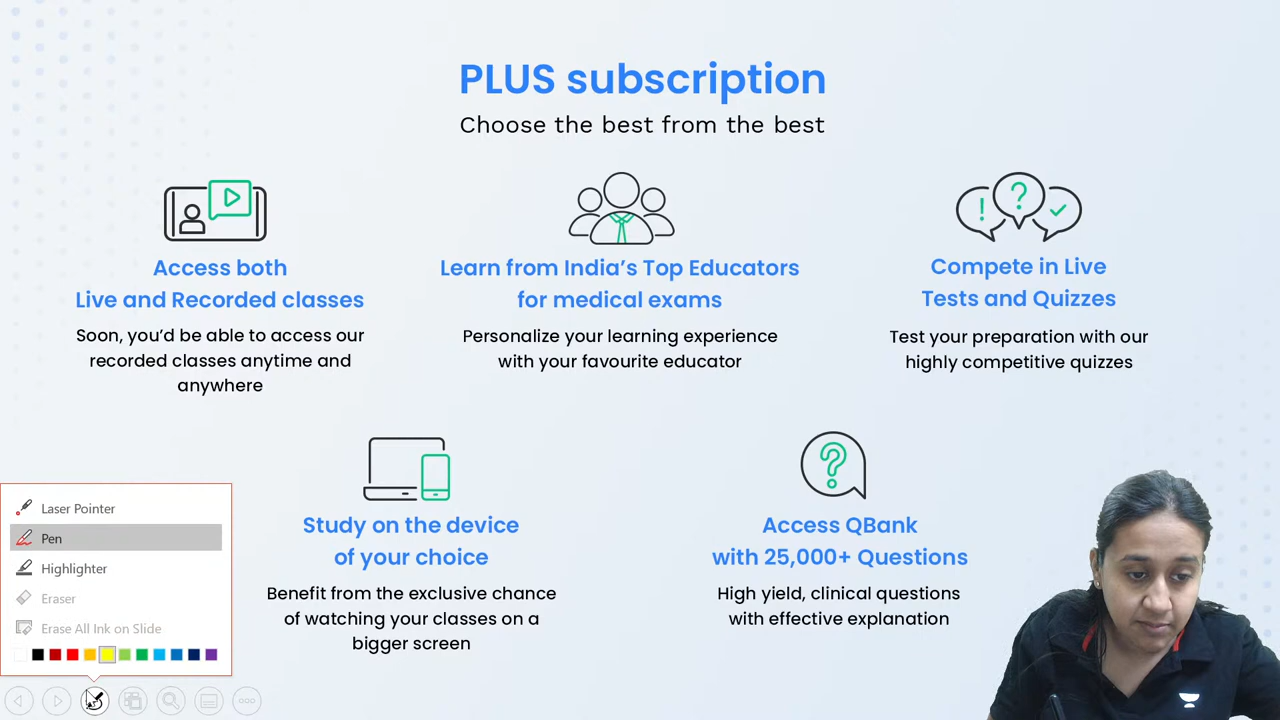 PLUS subscription
Choose the best from the best
Access both
Live and Recorded classes
Soon, you’d be able to access our
recorded classes anytime and
anywhere
Learn from India’s Top Educators
for medical exams
Personalize your learning experience
with your favourite educator
Compete in Live
Tests and Quizzes
Test your preparation with our
highly competitive quizzes
Study on the device
of your choice
Benefit from the exclusive chance
of watching your classes on a
bigger screen
Access QBank
with 25,000+ Questions
High yield, clinical questions
with effective explanation
Laser Pointer
Pen
Highlighter
Eraser
Erase All Ink on Slide